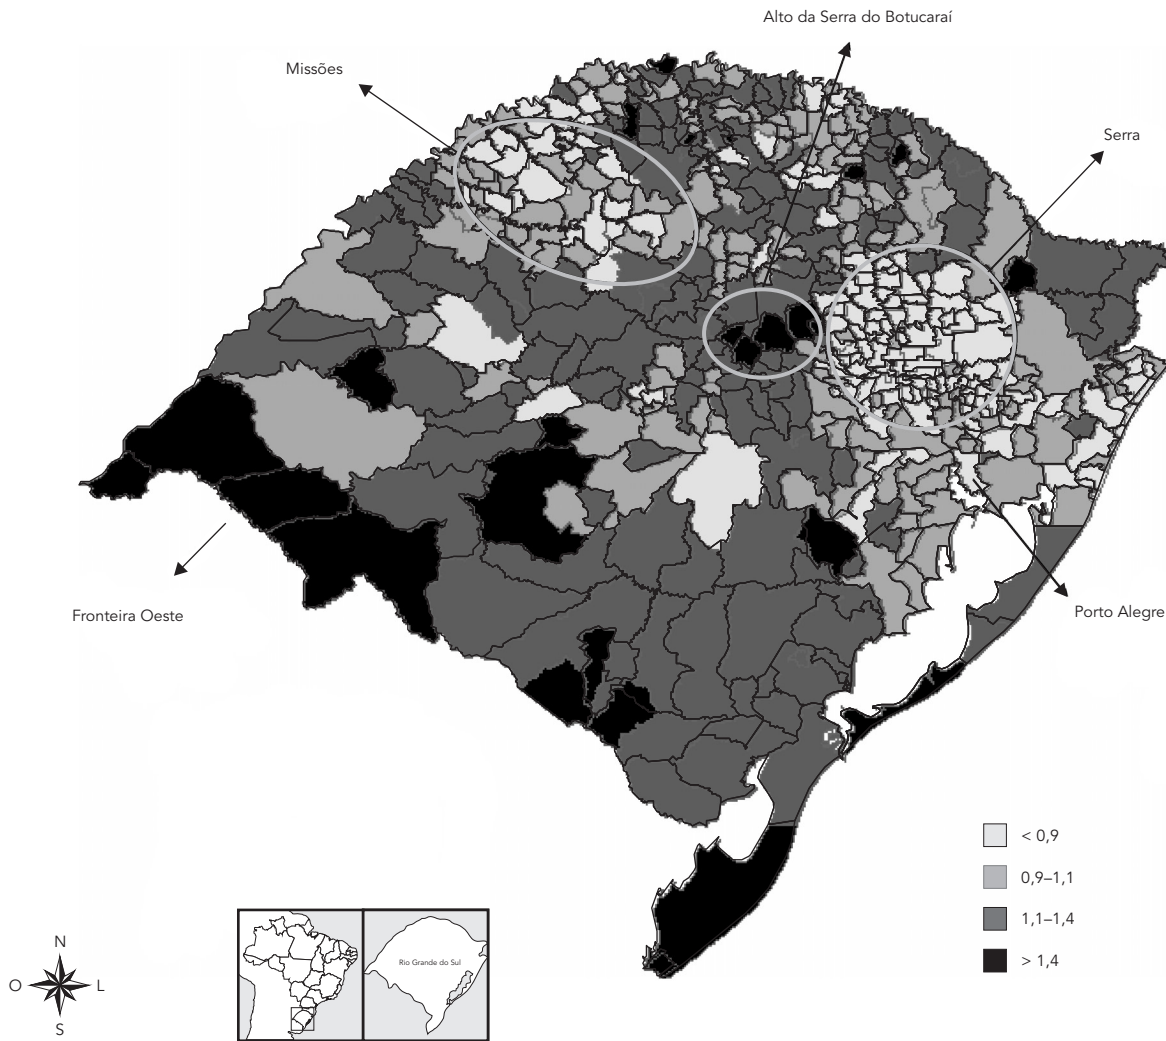 Alto da Serra do Botucaraí
Missões
Serra
Fronteira Oeste
Porto Alegre
< 0,9
0,9–1,1
1,1–1,4
> 1,4
N
O
L
S
Rio Grande do Sul